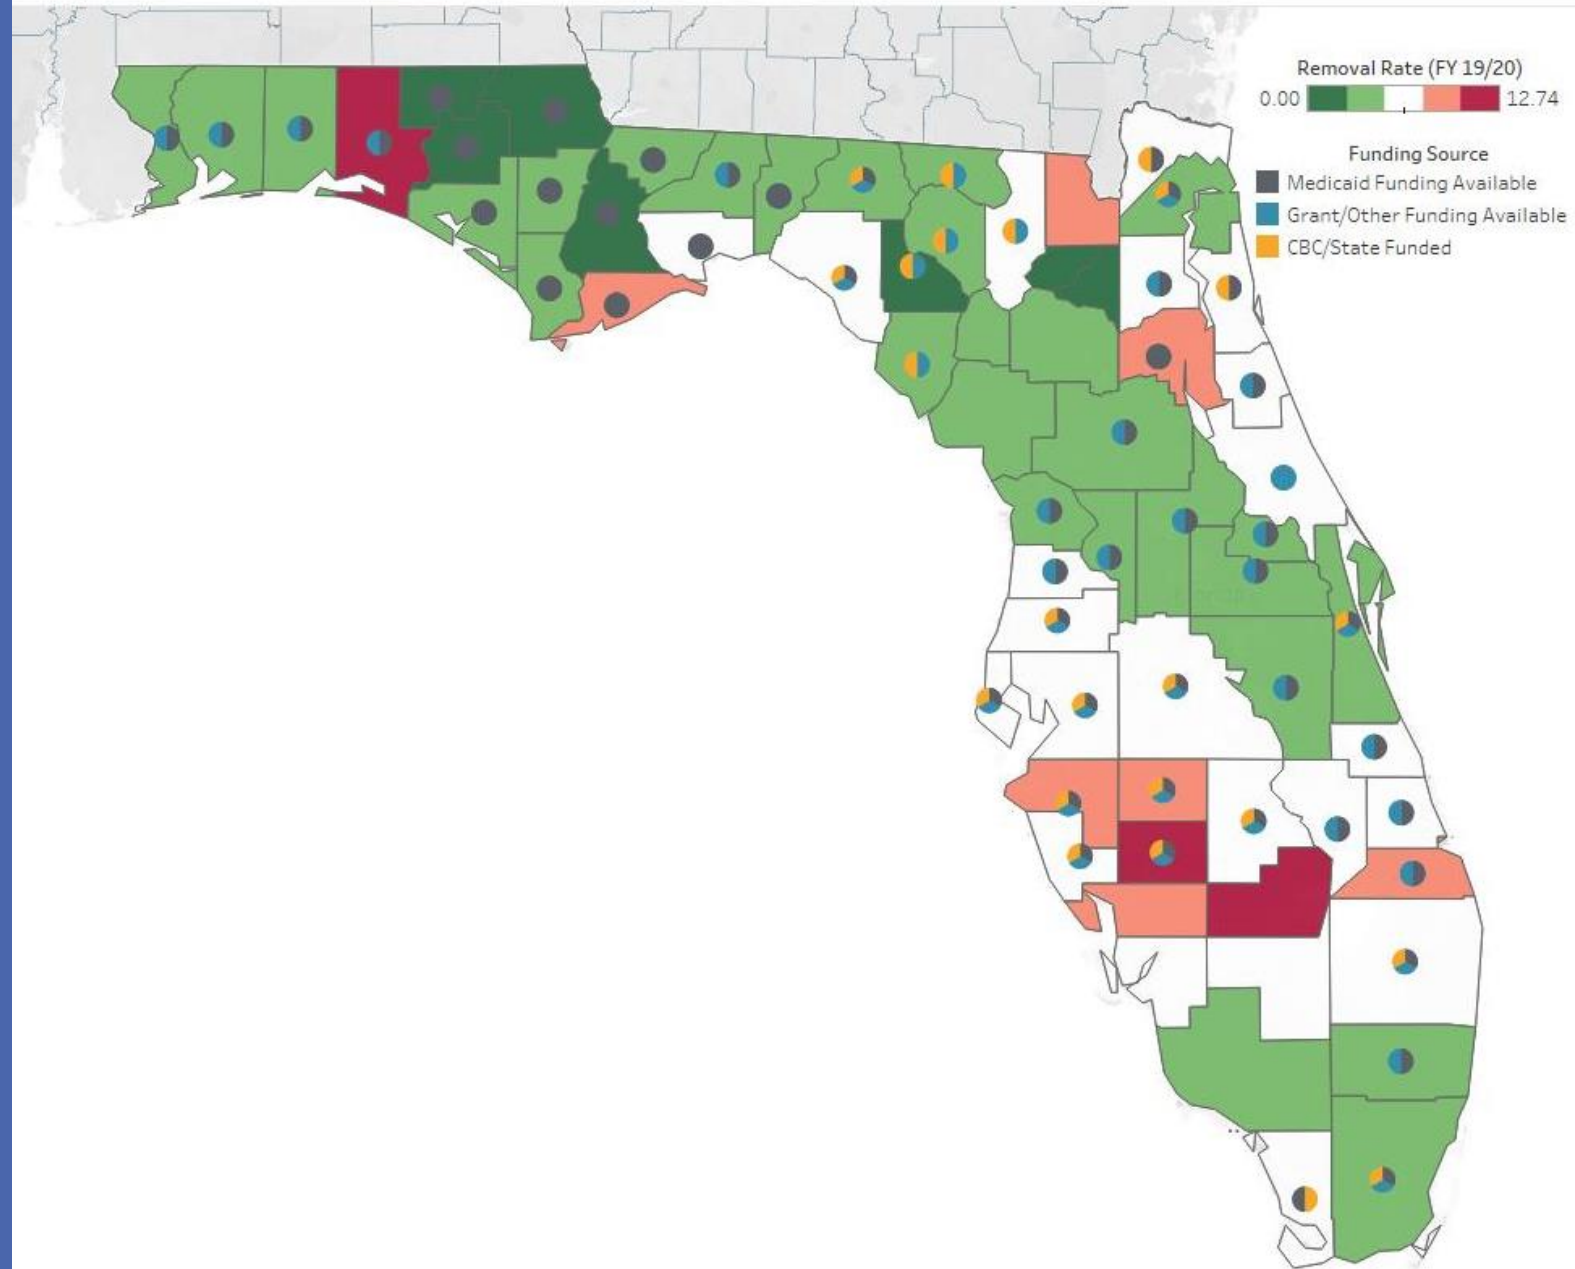 Removal Rate (FY 19/20)
0.00 12.74
Funding Source
Medicaid Funding Available
Grant/Other Funding Available
CBC/State Funded